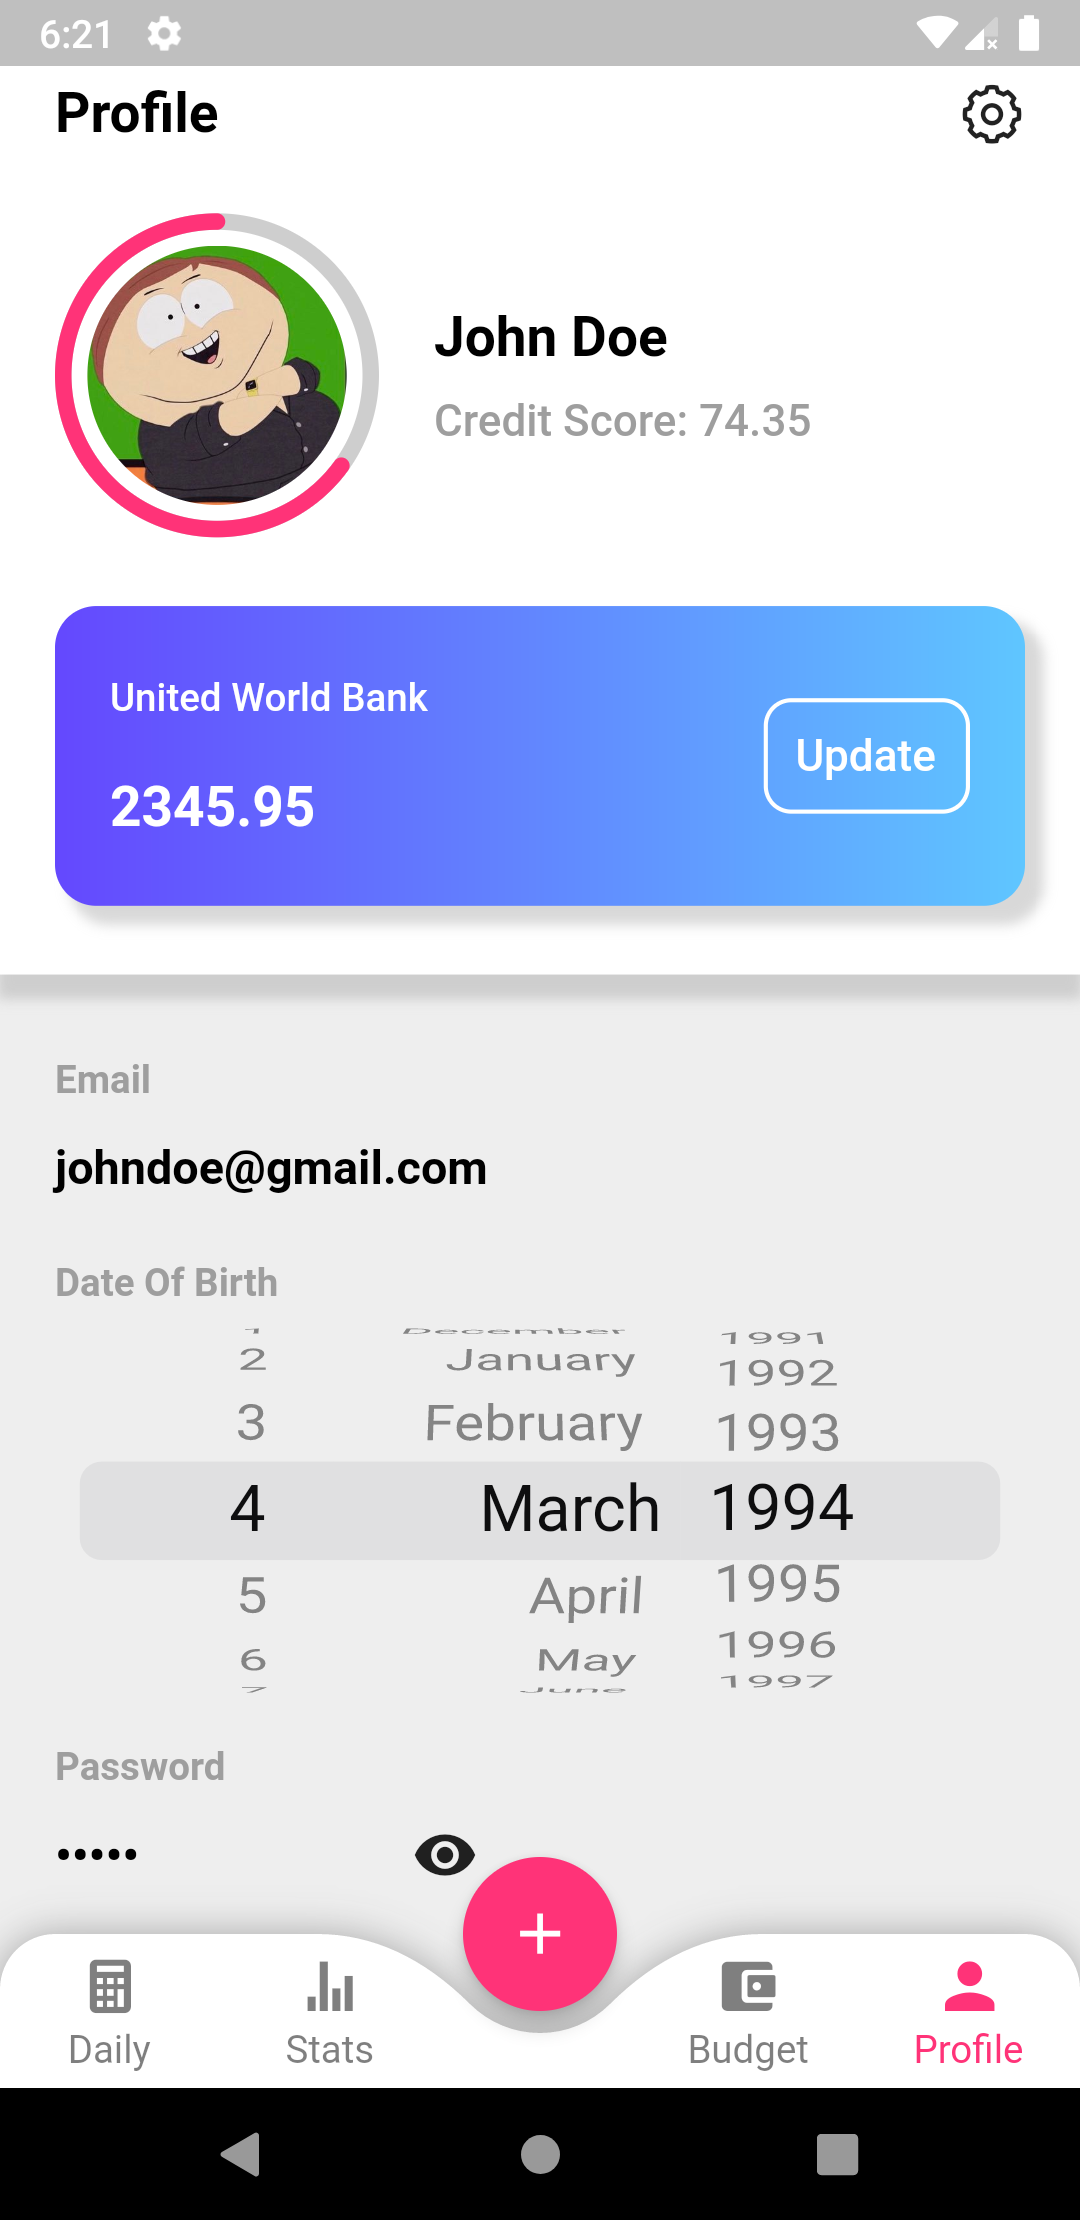 6:21
Profile
John Doe
Credit Score: 74.35
United World Bank
2345.95
Update
Email
johndoe@gmail.com
Date Of Birth
1 December 1991
2 January 1992
3 February 1993
4 March 1994
5 April 1995
6 May 1996
7 June 1997
Password
•••••
Daily Stats Budget Profile